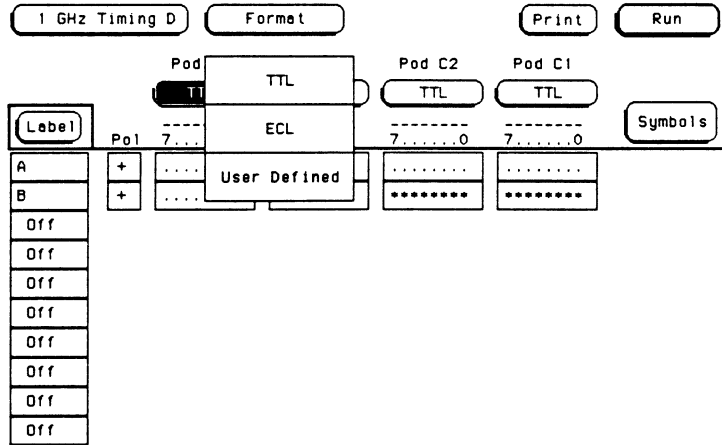 1 GHz Timing D Format Print Run
Pod Pod C2 Pod C1
TTL
TT TTL TTL
Label ECL Symbols
Pol 7.... 7......0 7......0
A + .... ........ ........
User Defined
B + .... ******** ********
Off
Off
Off
Off
Off
Off
Off
Off